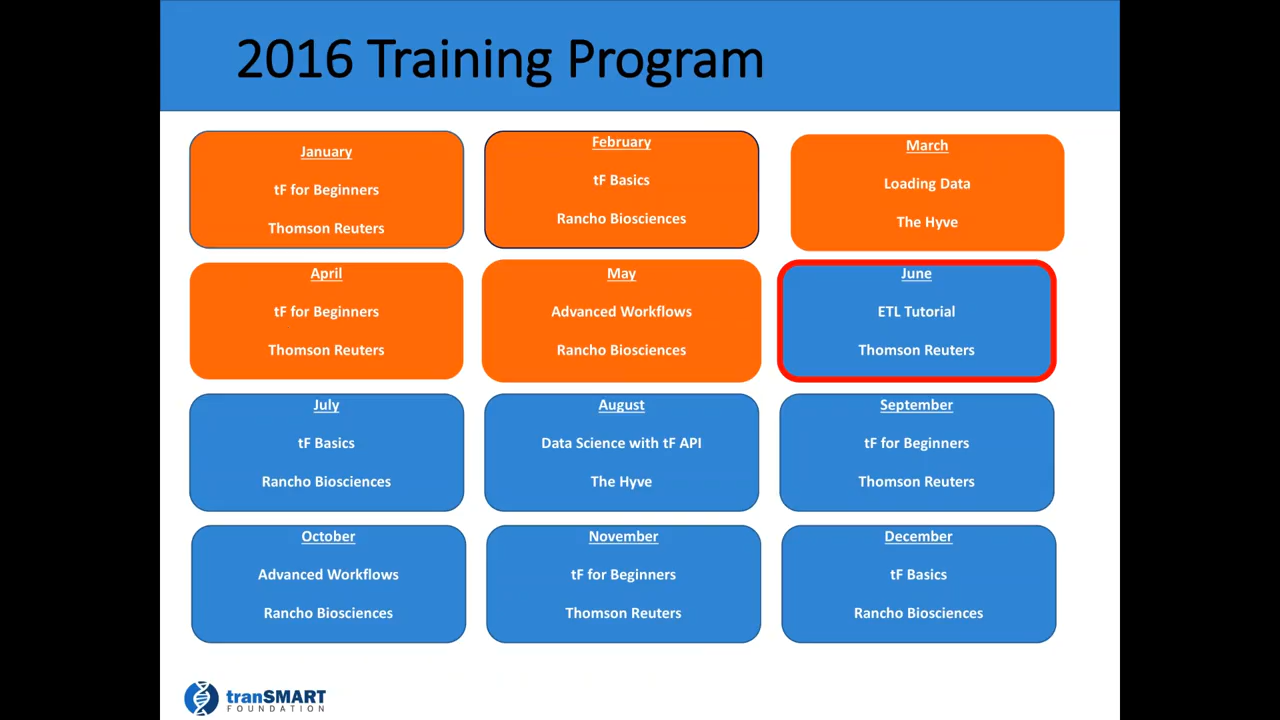 2016 Training Program
January
tF for Beginners
Thomson Reuters
February
tF Basics
Rancho Biosciences
March
Loading Data
The Hyve
April
tF for Beginners
Thomson Reuters
May
Advanced Workflows
Rancho Biosciences
June
ETL Tutorial
Thomson Reuters
July
tF Basics
Rancho Biosciences
August
Data Science with tF API
The Hyve
September
tF for Beginners
Thomson Reuters
October
Advanced Workflows
Rancho Biosciences
November
tF for Beginners
Thomson Reuters
December
tF Basics
Rancho Biosciences
tranSMART
FOUNDATION